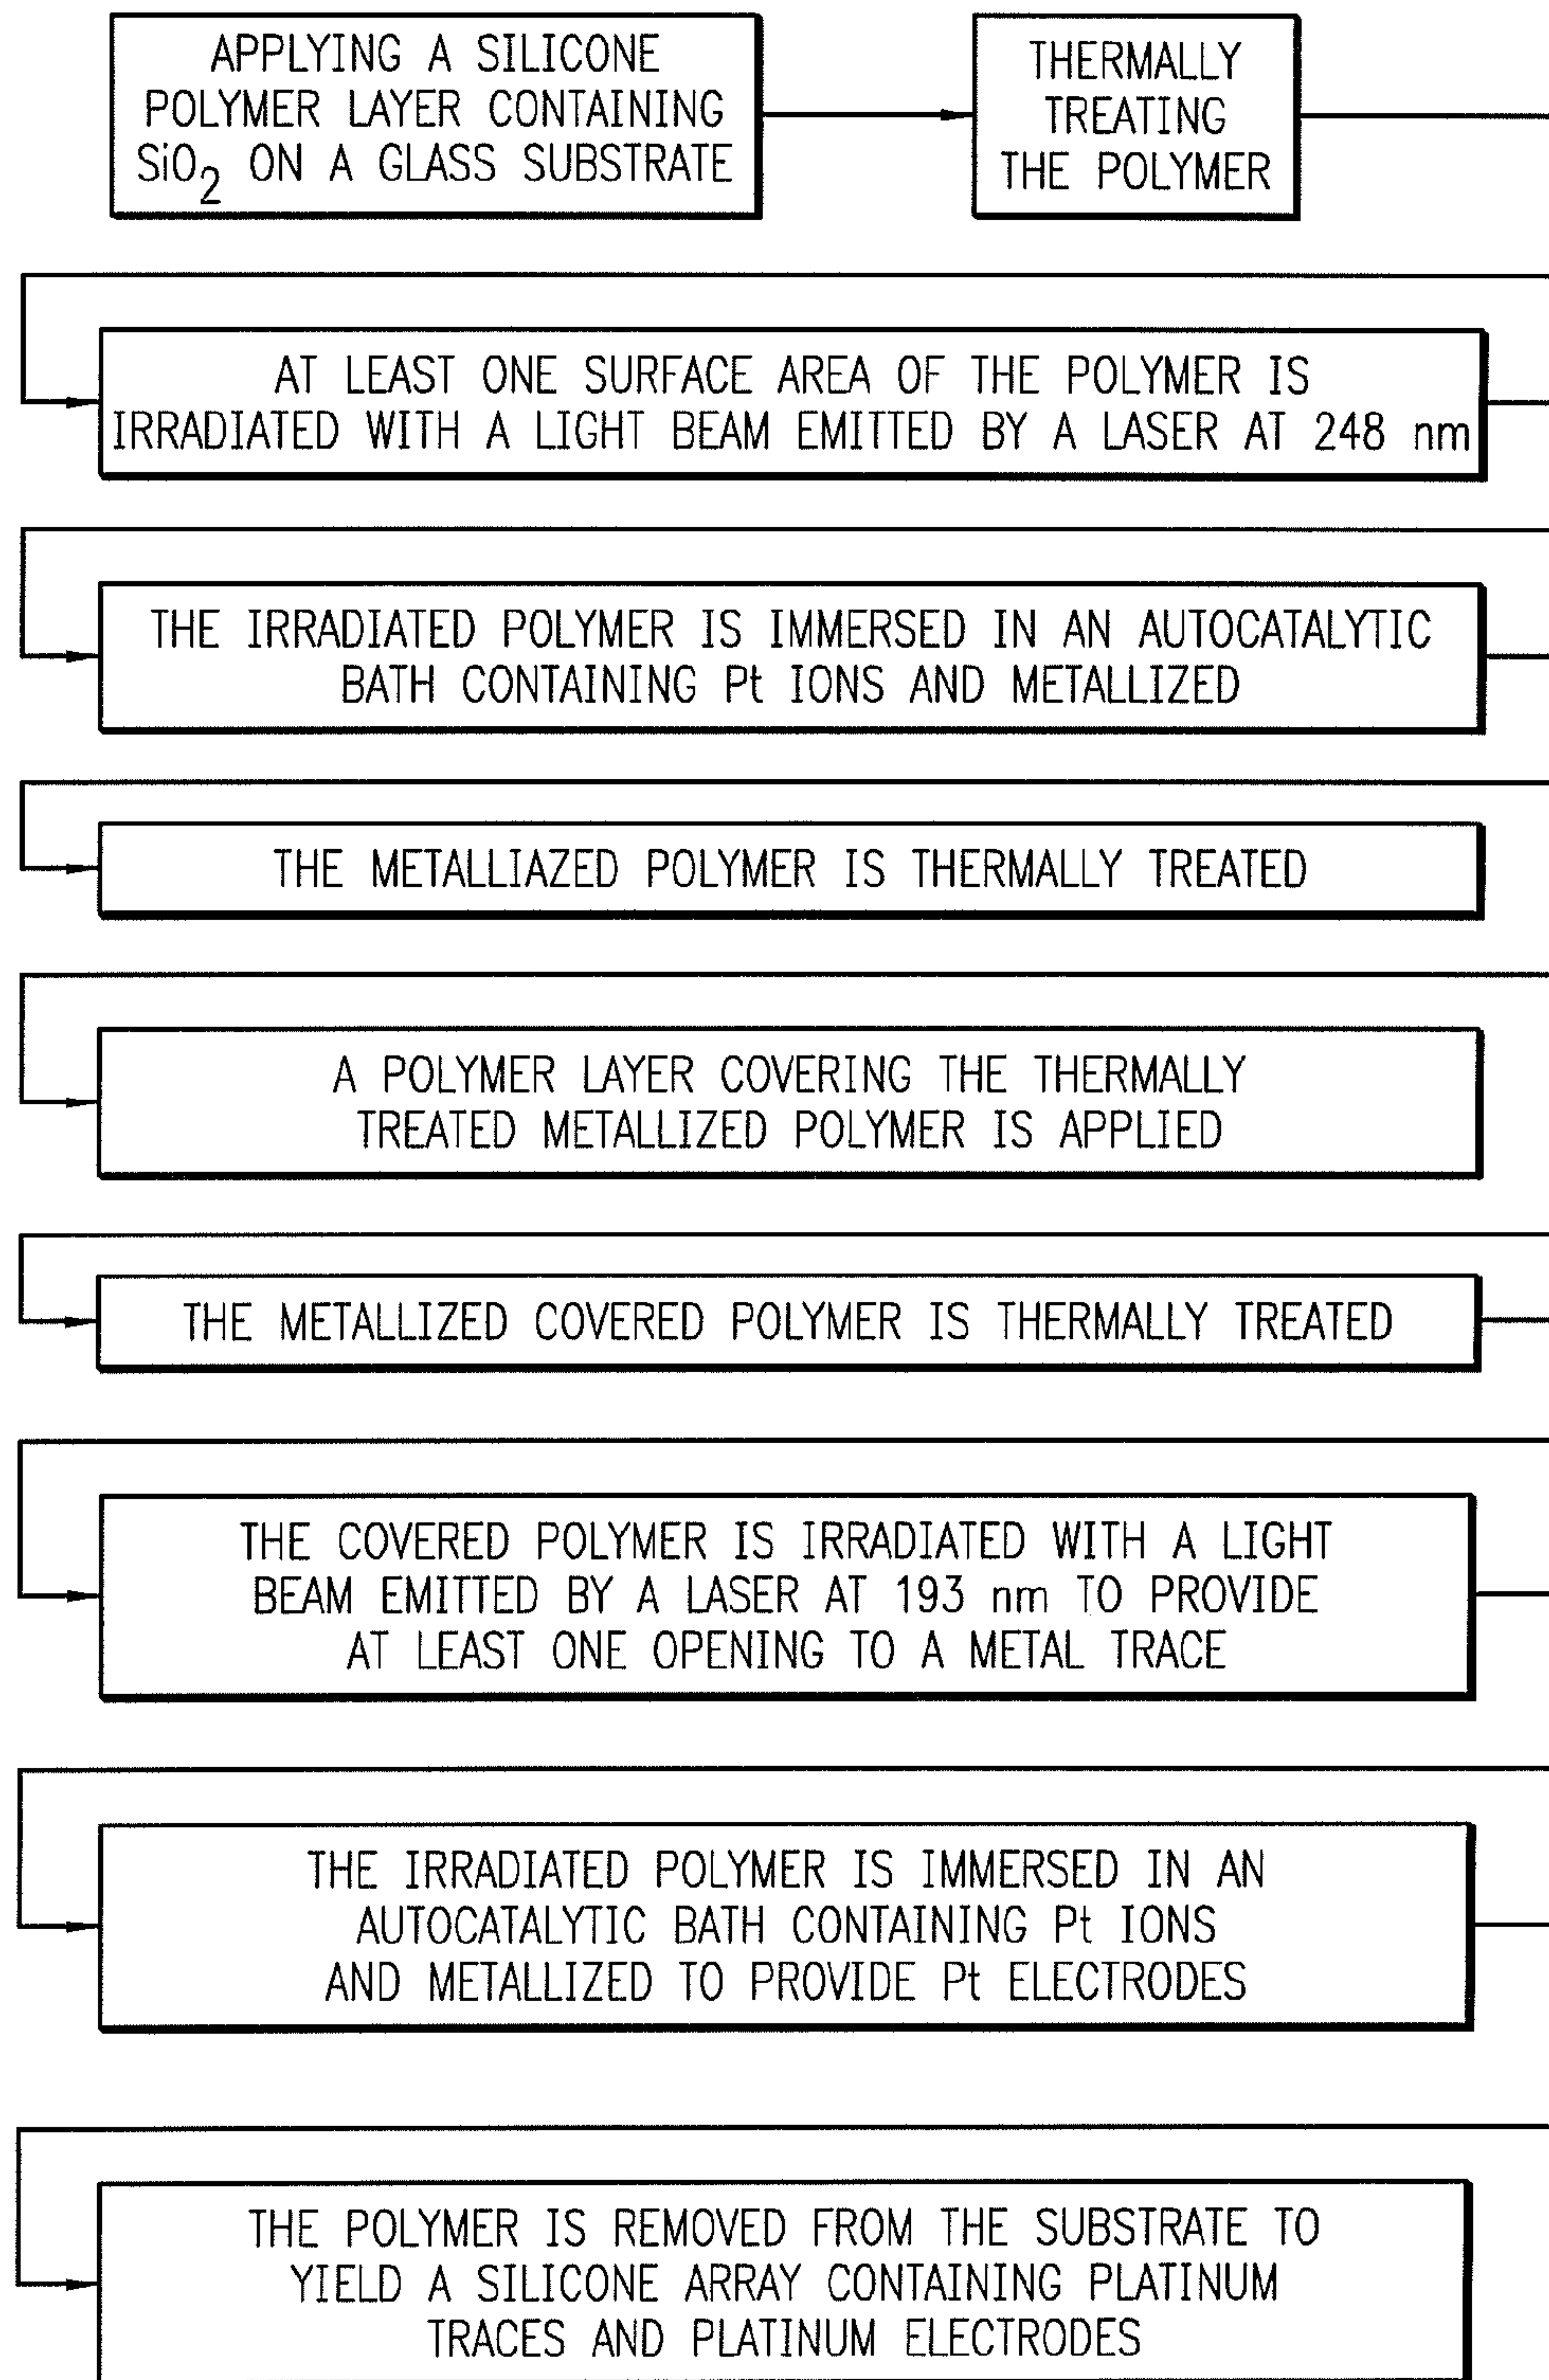 APPLYING A SILICONE
POLYMER LAYER CONTAINING
SiO2 ON A GLASS SUBSTRATE
THERMALLY
TREATING
THE POLYMER
AT LEAST ONE SURFACE AREA OF THE POLYMER IS
IRRADIATED WITH A LIGHT BEAM EMITTED BY A LASER AT 248 nm
THE IRRADIATED POLYMER IS IMMERSED IN AN AUTOCATALYTIC
BATH CONTAINING Pt IONS AND METALLIZED
THE METALLIAZED POLYMER IS THERMALLY TREATED
A POLYMER LAYER COVERING THE THERMALLY
TREATED METALLIZED POLYMER IS APPLIED
THE METALLIZED COVERED POLYMER IS THERMALLY TREATED
THE COVERED POLYMER IS IRRADIATED WITH A LIGHT
BEAM EMITTED BY A LASER AT 193 nm TO PROVIDE
AT LEAST ONE OPENING TO A METAL TRACE
THE IRRADIATED POLYMER IS IMMERSED IN AN
AUTOCATALYTIC BATH CONTAINING Pt IONS
AND METALLIZED TO PROVIDE Pt ELECTRODES
THE POLYMER IS REMOVED FROM THE SUBSTRATE TO
YIELD A SILICONE ARRAY CONTAINING PLATINUM
TRACES AND PLATINUM ELECTRODES